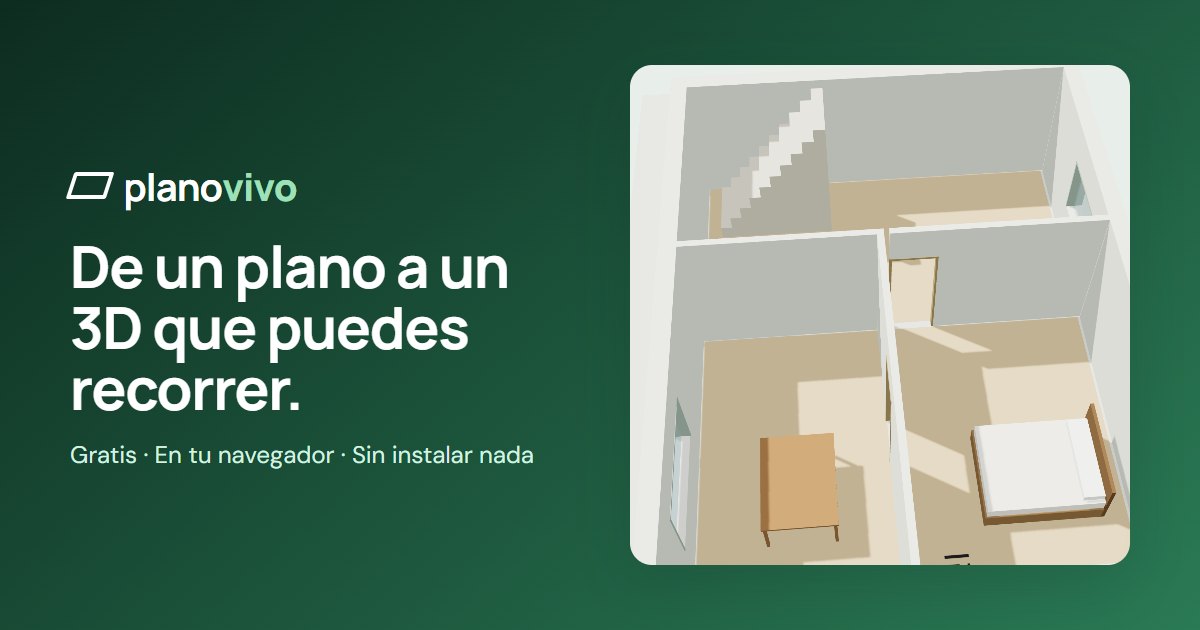 planovivo
De un plano a un
3D que puedes
recorrer.
Gratis · En tu navegador · Sin instalar nada